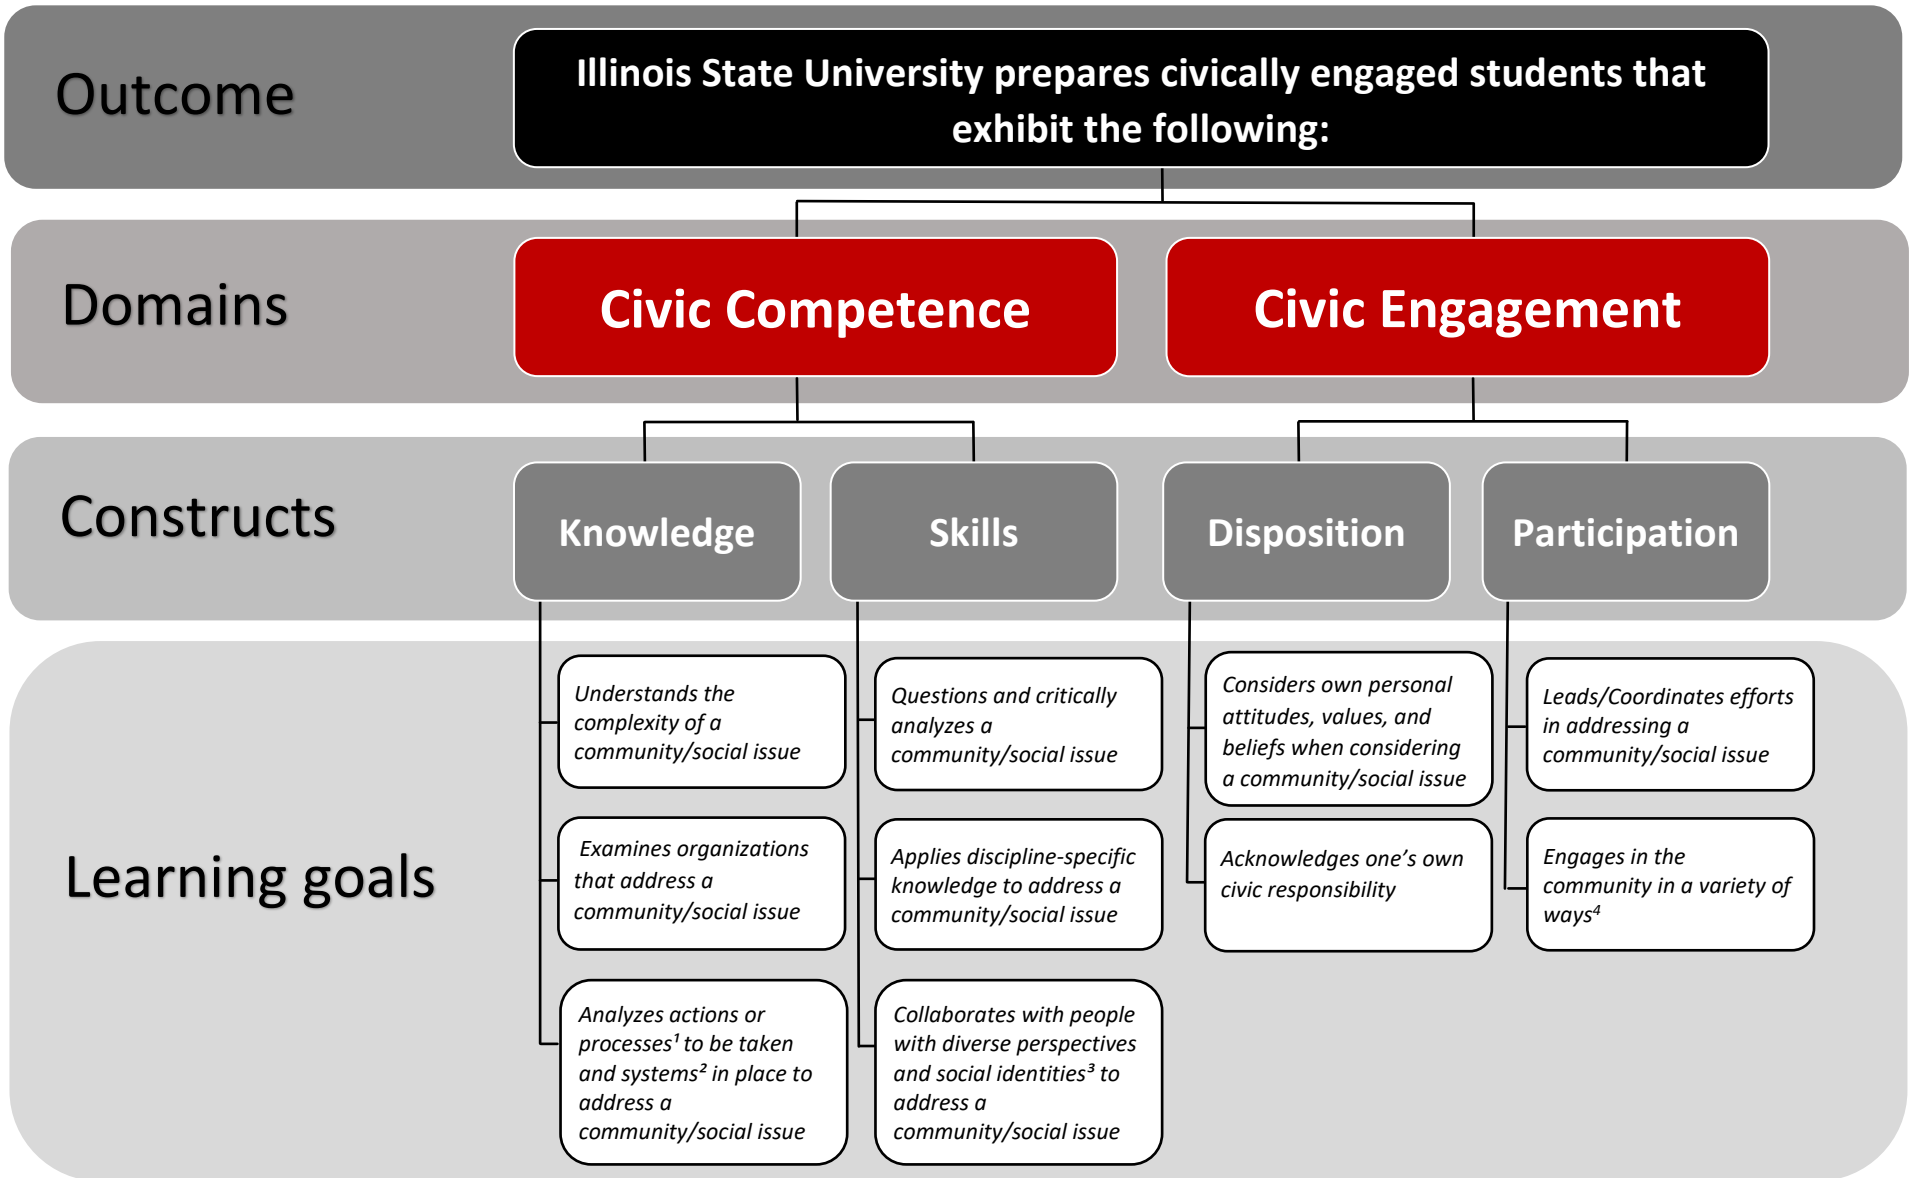 Outcome
Illinois State University prepares civically engaged students that
exhibit the following:
Domains
Civic Competence
Civic Engagement
Constructs
Knowledge
Skills
Disposition
Participation
Learning goals
Understands the
complexity of a
community/social issue
Examines organizations
that address a
community/social issue
Analyzes actions or
processes¹ to be taken
and systems² in place to
address a
community/social issue
Questions and critically
analyzes a
community/social issue
Applies discipline-specific
knowledge to address a
community/social issue
Collaborates with people
with diverse perspectives
and social identities³ to
address a
community/social issue
Considers own personal
attitudes, values, and
beliefs when considering
a community/social issue
Acknowledges one’s own
civic responsibility
Leads/Coordinates efforts
in addressing a
community/social issue
Engages in the
community in a variety of
ways⁴